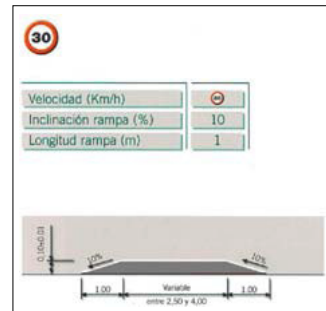 30
Velocidad (Km/h) 30
Inclinación rampa (%) 10
Longitud rampa (m) 1
0,10±0.01
10% 10%
1.00 Variable 1.00
entre 2,50 y 4,00